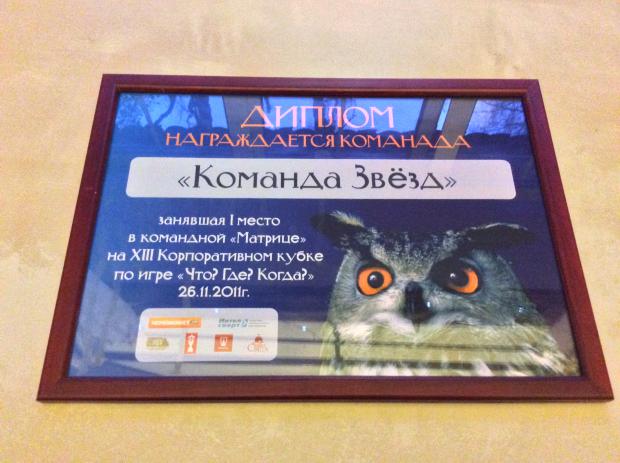 ДИПЛОМ
НАГРАЖДАЕТСЯ КОМАНАДА
«Команда Звёзд»
занявшая I место
в командной «Матрице»
на XIII Корпоративном кубке
по игре «Что? Где? Когда?»
26.11.2011г.